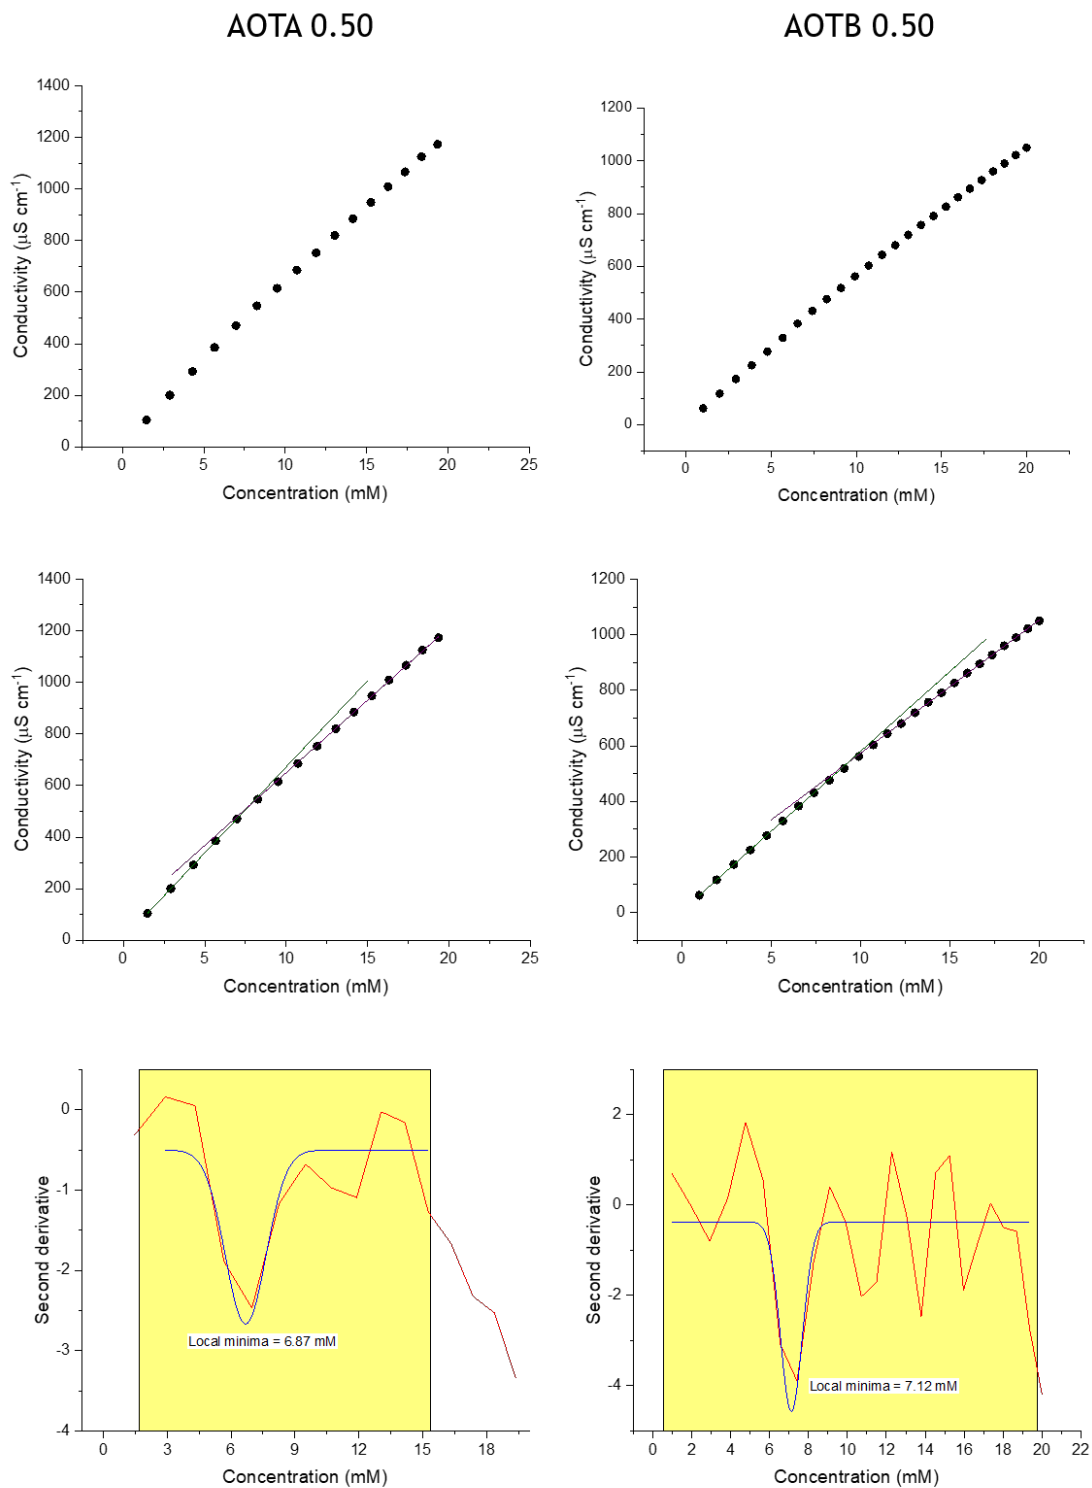 AOTA 0.50
AOTB 0.50
1400
1200
1000
800
600
400
200
0
Conductivity (μS cm⁻¹)
0 5 10 15 20 25
Concentration (mM)
1200
1000
800
600
400
200
0
Conductivity (μS cm⁻¹)
0 5 10 15 20
Concentration (mM)
1400
1200
1000
800
600
400
200
0
Conductivity (μS cm⁻¹)
0 5 10 15 20 25
Concentration (mM)
1200
1000
800
600
400
200
0
Conductivity (μS cm⁻¹)
0 5 10 15 20
Concentration (mM)
0
-1
-2
-3
-4
Second derivative
Local minima = 6.87 mM
0 3 6 9 12 15 18
Concentration (mM)
2
0
-2
-4
Second derivative
Local minima = 7.12 mM
0 2 4 6 8 10 12 14 16 18 20 22
Concentration (mM)